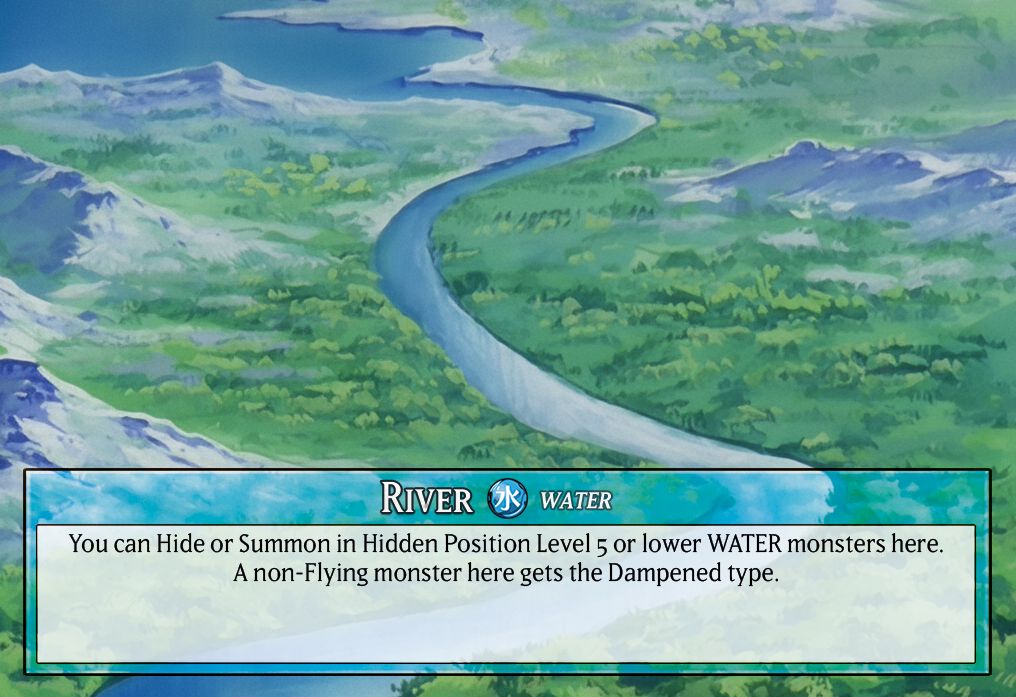 River 水 WATER
You can Hide or Summon in Hidden Position Level 5 or lower WATER monsters here.
A non-Flying monster here gets the Dampened type.